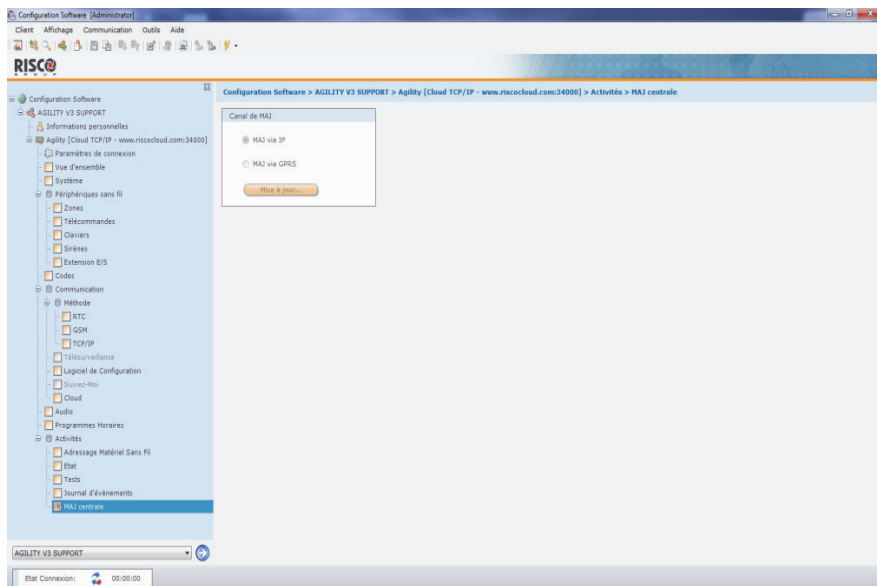 Configuration Software [Administrator]
Client Affichage Communication Outils Aide
RISCO
GROUP
Configuration Software > AGILITY V3 SUPPORT > Agility [Cloud TCP/IP - www.riscocloud.com:34000] > Activités > MAJ centrale
Configuration Software
AGILITY V3 SUPPORT
Informations personnelles
Agility [Cloud TCP/IP - www.riscocloud.com:34000]
Paramètres de connexion
Vue d'ensemble
Système
Périphériques sans fil
Zones
Télécommandes
Claviers
Sirènes
Extension E/S
Codes
Communication
Méthode
RTC
GSM
TCP/IP
Télésurveillance
Logiciel de Configuration
Suivez-Moi
Cloud
Audio
Programmes Horaires
Activités
Adressage Matériel Sans Fil
Etat
Tests
Journal d'évènements
MAJ centrale
Canal de MAJ
MAJ via IP
MAJ via GPRS
Mise à jour...
AGILITY V3 SUPPORT
Etat Connexion: 00:00:00